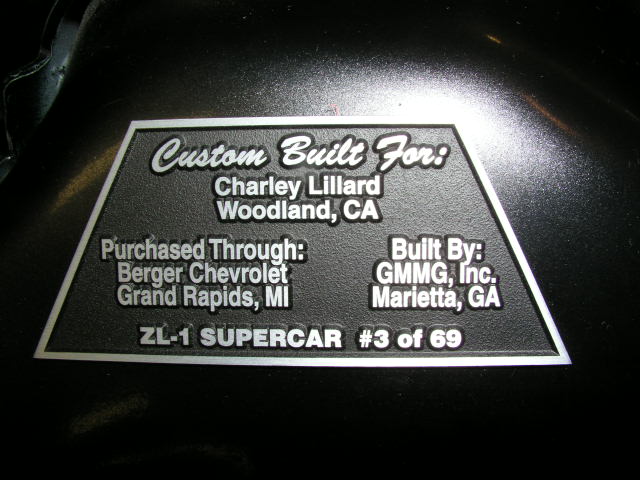 Custom Built For:
Charley Lillard
Woodland, CA
Purchased Through:
Berger Chevrolet
Grand Rapids, MI
Built By:
GMMG, Inc.
Marietta, GA
ZL-1 SUPERCAR #3 of 69